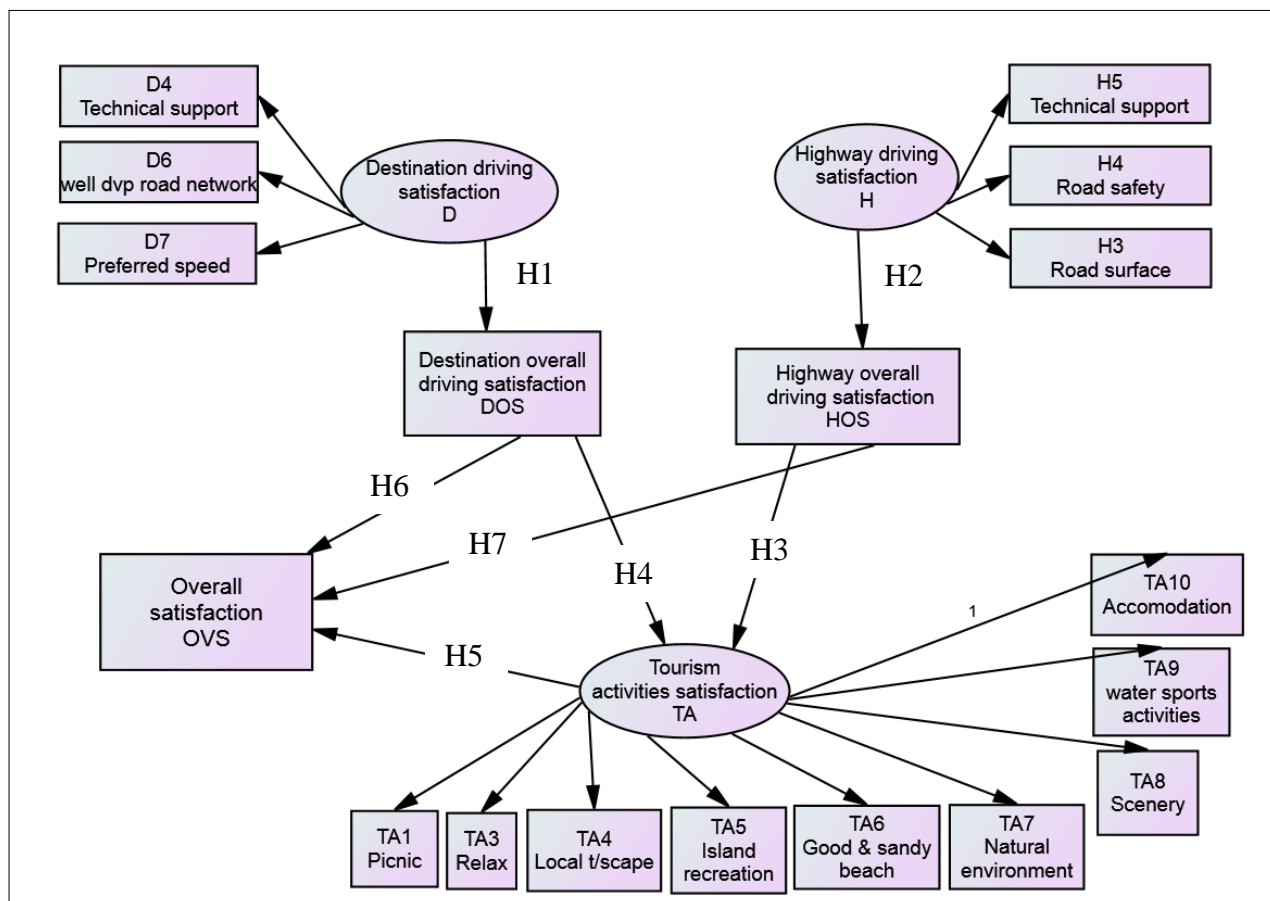 D4
Technical support
D6
well dvp road network
D7
Preferred speed
Destination driving
satisfaction
D
Highway driving
satisfaction
H
H5
Technical support
H4
Road safety
H3
Road surface
H1
H2
Destination overall
driving satisfaction
DOS
Highway overall
driving satisfaction
HOS
H6
H7
H4
H3
Overall
satisfaction
OVS
H5
Tourism
activities satisfaction
TA
1
TA10
Accomodation
TA9
water sports
activities
TA8
Scenery
TA1
Picnic
TA3
Relax
TA4
Local t/scape
TA5
Island
recreation
TA6
Good & sandy
beach
TA7
Natural
environment